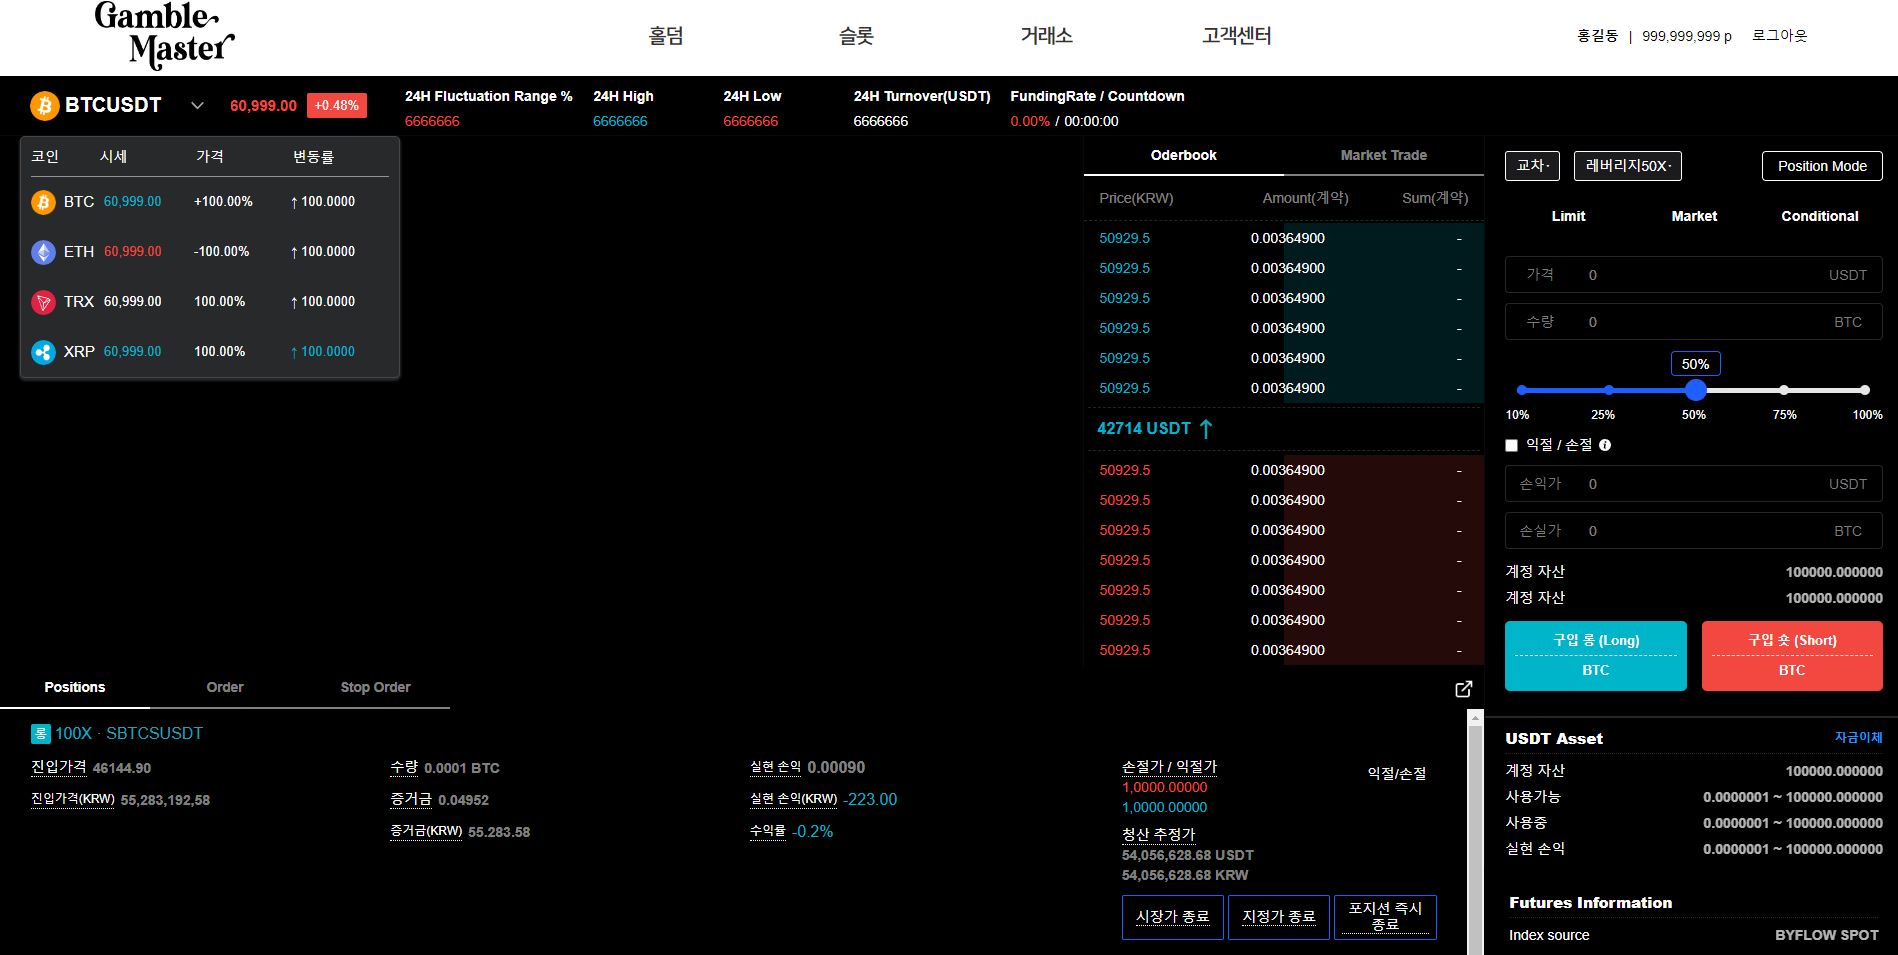 Gamble
Master
홀덤 슬롯 거래소 고객센터
홍길동 | 999,999,999 p 로그아웃
BTCUSDT 60,999.00 +0.48%
24H Fluctuation Range % 24H High 24H Low 24H Turnover(USDT) FundingRate / Countdown
6666666 6666666 6666666 6666666 0.00% / 00:00:00
코인 시세 가격 변동률
BTC 60,999.00 +100.00% ↑ 100.0000
ETH 60,999.00 -100.00% ↑ 100.0000
TRX 60,999.00 100.00% ↑ 100.0000
XRP 60,999.00 100.00% ↑ 100.0000
Oderbook Market Trade
Price(KRW) Amount(계약) Sum(계약)
50929.5 0.00364900 -
50929.5 0.00364900 -
50929.5 0.00364900 -
50929.5 0.00364900 -
50929.5 0.00364900 -
50929.5 0.00364900 -
42714 USDT ↑
50929.5 0.00364900 -
50929.5 0.00364900 -
50929.5 0.00364900 -
50929.5 0.00364900 -
50929.5 0.00364900 -
50929.5 0.00364900 -
50929.5 0.00364900 -
교차· 레버리지50X· Position Mode
Limit Market Conditional
가격 0 USDT
수량 0 BTC
50%
10% 25% 50% 75% 100%
익절 / 손절
손익가 0 USDT
손실가 0 BTC
계정 자산 100000.000000
계정 자산 100000.000000
구입 롱 (Long)
BTC
구입 숏 (Short)
BTC
Positions Order Stop Order
롱 100X · SBTCSUSDT
진입가격 46144.90
진입가격(KRW) 55,283,192,58
수량 0.0001 BTC
증거금 0.04952
증거금(KRW) 55.283.58
실현 손익 0.00090
실현 손익(KRW) -223.00
수익률 -0.2%
손절가 / 익절가
1,0000.00000
1,0000.00000
청산 추정가
54,056,628.68 USDT
54,056,628.68 KRW
익절/손절
시장가 종료 지정가 종료 포지션 즉시
종료
USDT Asset 자금이체
계정 자산 100000.000000
사용가능 0.0000001 ~ 100000.000000
사용중 0.0000001 ~ 100000.000000
실현 손익 0.0000001 ~ 100000.000000
Futures Information
Index source BYFLOW SPOT